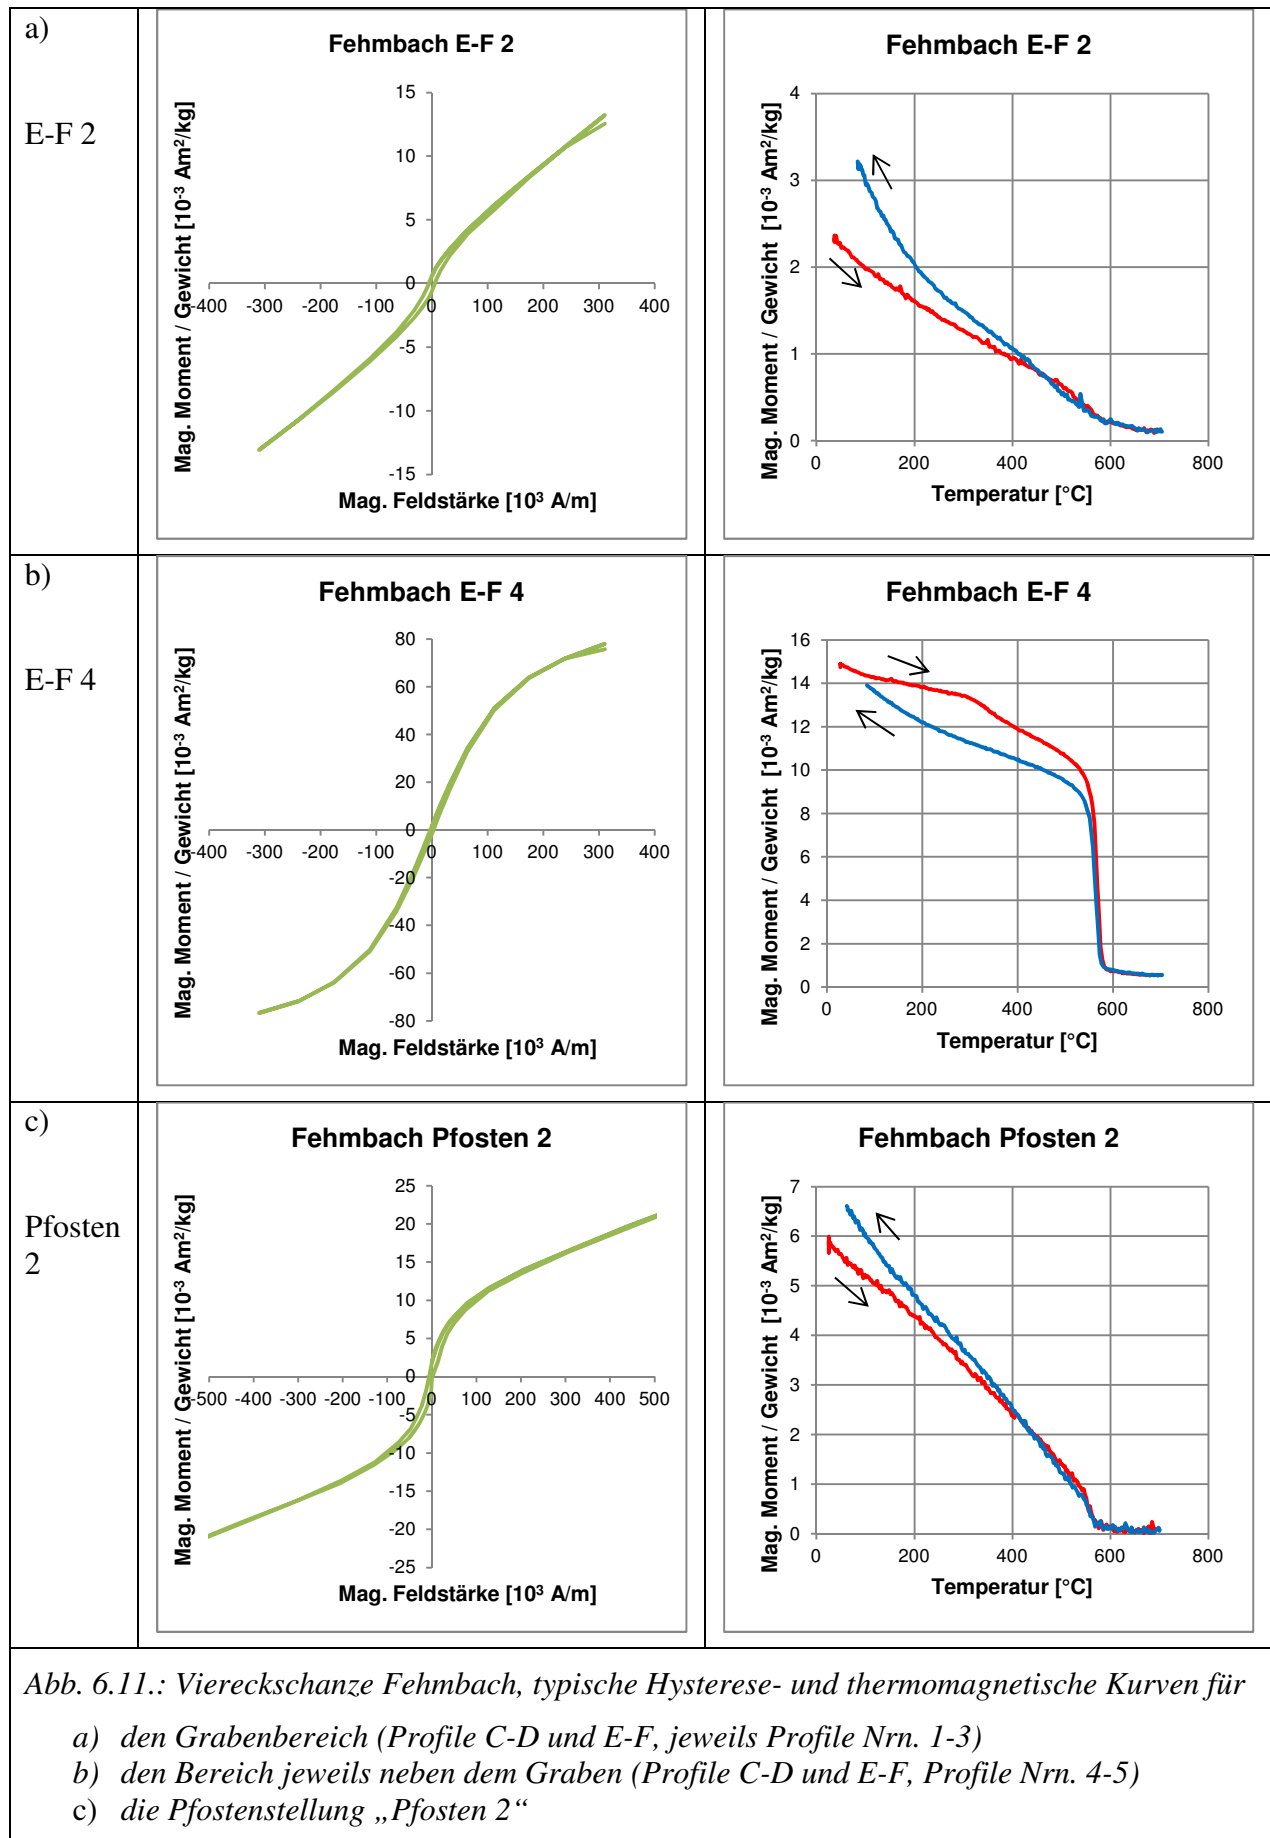 a)
E-F 2
Fehmbach E-F 2
Mag. Moment / Gewicht [10⁻³ Am²/kg]
15
10
5
0
-5
-10
-15
-400 -300 -200 -100 0 100 200 300 400
Mag. Feldstärke [10³ A/m]
Fehmbach E-F 2
Mag. Moment / Gewicht [10⁻³ Am²/kg]
4
3
2
1
0
0 200 400 600 800
Temperatur [°C]
b)
E-F 4
Fehmbach E-F 4
Mag. Moment / Gewicht [10⁻³ Am²/kg]
80
60
40
20
0
-20
-40
-60
-80
-400 -300 -200 -100 0 100 200 300 400
Mag. Feldstärke [10³ A/m]
Fehmbach E-F 4
Mag. Moment / Gewicht [10⁻³ Am²/kg]
16
14
12
10
8
6
4
2
0
0 200 400 600 800
Temperatur [°C]
c)
Pfosten
2
Fehmbach Pfosten 2
Mag. Moment / Gewicht [10⁻³ Am²/kg]
25
20
15
10
5
0
-5
-10
-15
-20
-25
-500 -400 -300 -200 -100 0 100 200 300 400 500
Mag. Feldstärke [10³ A/m]
Fehmbach Pfosten 2
Mag. Moment / Gewicht [10⁻³ Am²/kg]
7
6
5
4
3
2
1
0
0 200 400 600 800
Temperatur [°C]
Abb. 6.11.: Viereckschanze Fehmbach, typische Hysterese- und thermomagnetische Kurven für
a) den Grabenbereich (Profile C-D und E-F, jeweils Profile Nrn. 1-3)
b) den Bereich jeweils neben dem Graben (Profile C-D und E-F, Profile Nrn. 4-5)
c) die Pfostenstellung „Pfosten 2“